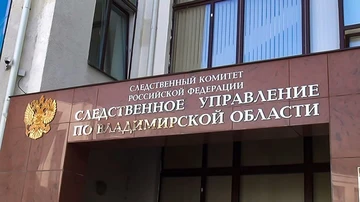 СЛЕДСТВЕННЫЙ КОМИТЕТ
РОССИЙСКОЙ ФЕДЕРАЦИИ
СЛЕДСТВЕННОЕ УПРАВЛЕНИЕ
ПО ВЛАДИМИРСКОЙ ОБЛАСТИ